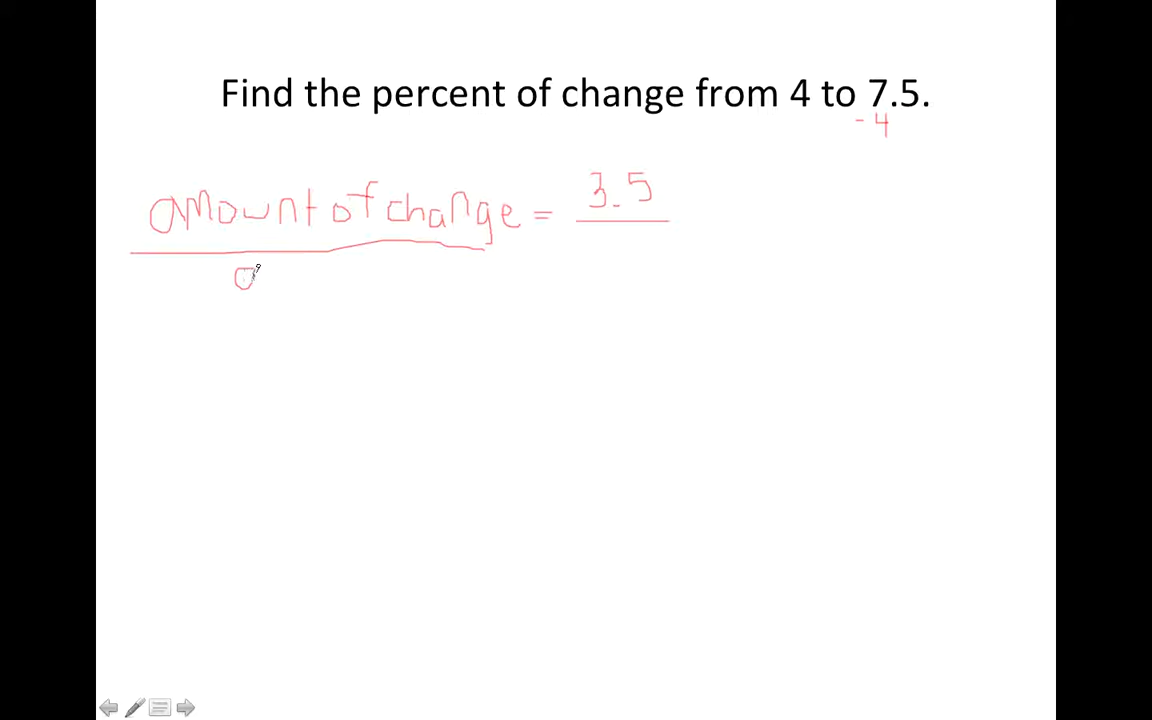 Find the percent of change from 4 to 7.5.
- 4
amount of change = 3.5
o